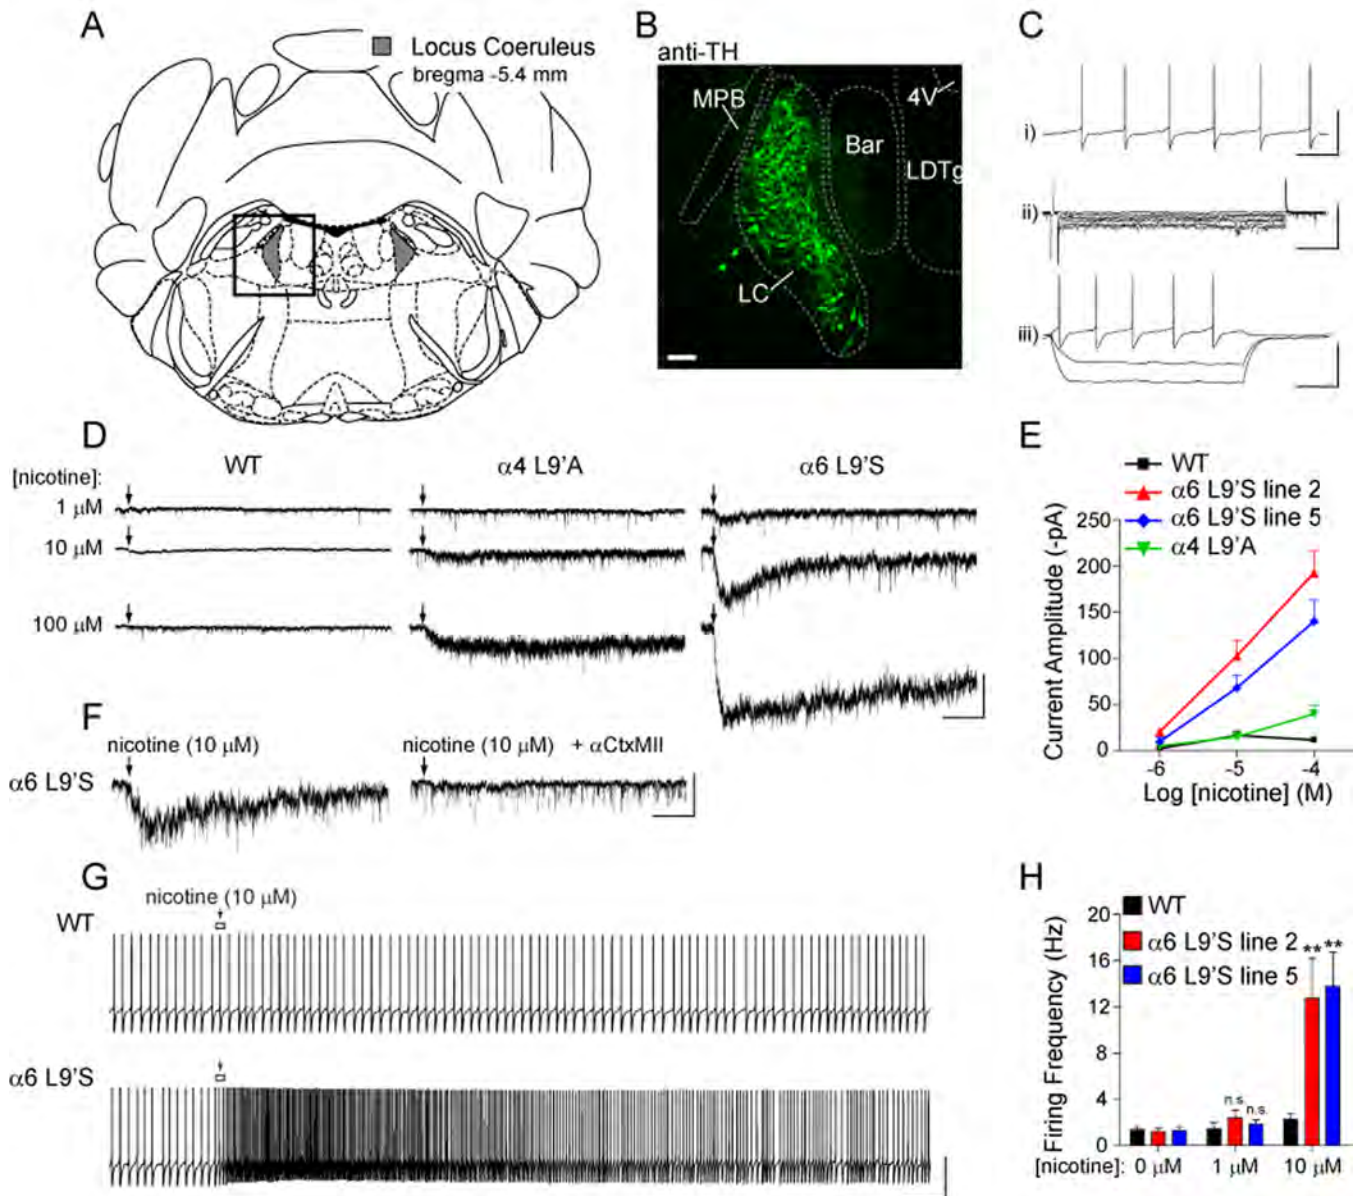 A
Locus Coeruleus
bregma -5.4 mm
B
anti-TH
MPB
4V
Bar
LDTg
LC
C
i)
ii)
iii)
D
[nicotine]:
WT
α4 L9'A
α6 L9'S
1 μM
10 μM
100 μM
E
WT
α6 L9'S line 2
α6 L9'S line 5
α4 L9'A
Current Amplitude (-pA)
250
200
150
100
50
0
-6
-5
-4
Log [nicotine] (M)
F
nicotine (10 μM)
nicotine (10 μM) + αCtxMII
α6 L9'S
G
nicotine (10 μM)
WT
α6 L9'S
H
WT
α6 L9'S line 2
α6 L9'S line 5
Firing Frequency (Hz)
20
16
12
8
4
0
n.s.
n.s.
** **
[nicotine]: 0 μM 1 μM 10 μM